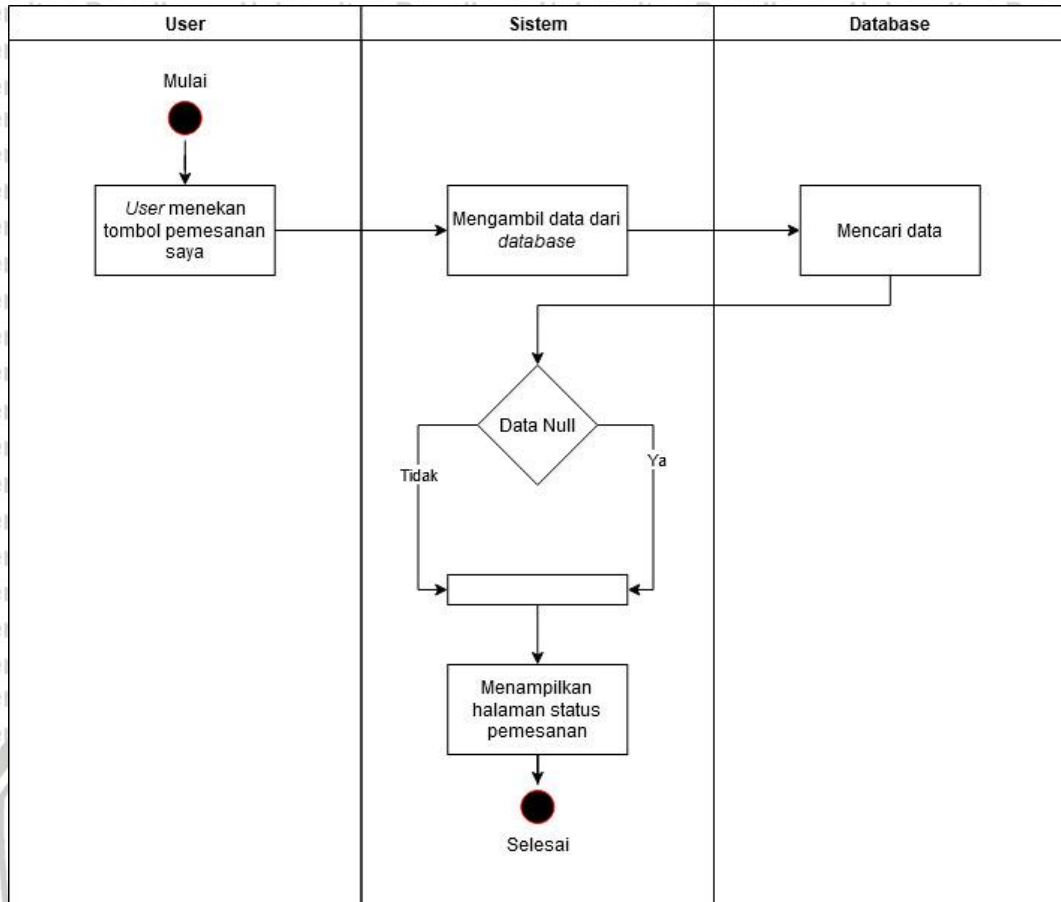 User
Sistem
Database
Mulai
User menekan
tombol pemesanan
saya
Mengambil data dari
database
Mencari data
Data Null
Tidak
Ya
Menampilkan
halaman status
pemesanan
Selesai